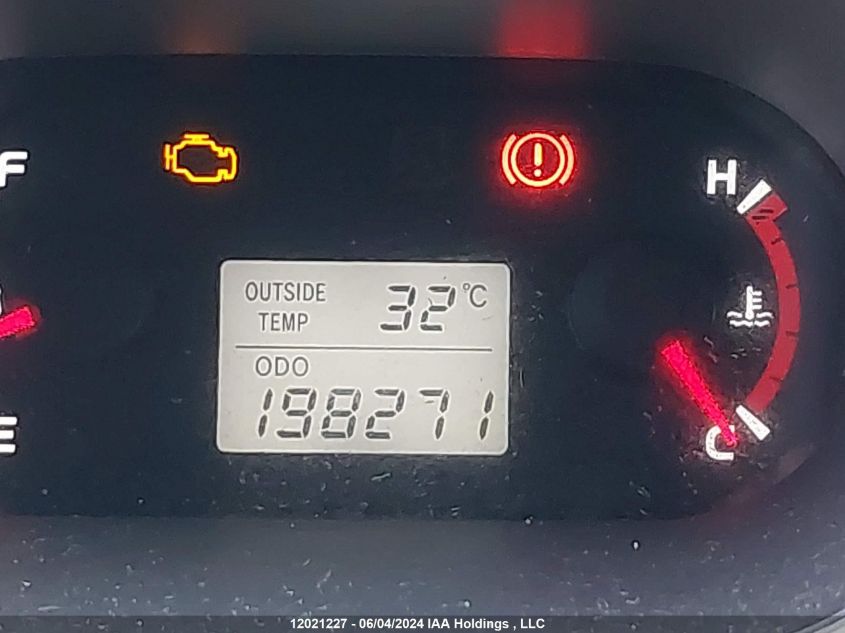 F
H
OUTSIDE TEMP 32°C
ODO
198271
E
C
12021227 - 06/04/2024 IAA Holdings , LLC